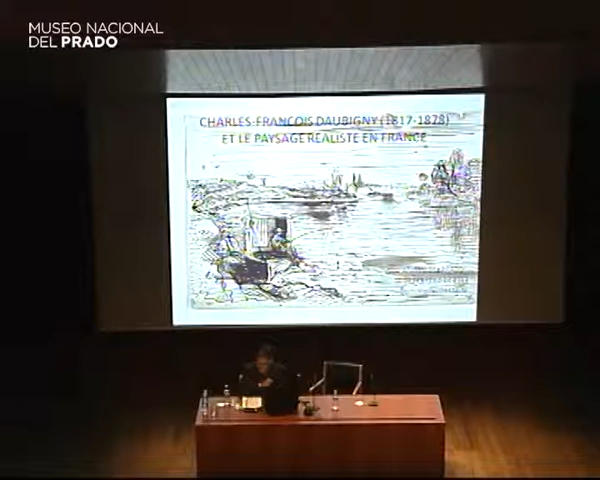 MUSEO NACIONAL
DEL PRADO
CHARLES-FRANÇOIS DAUBIGNY (1817-1878)
ET LE PAYSAGE RÉALISTE EN FRANCE